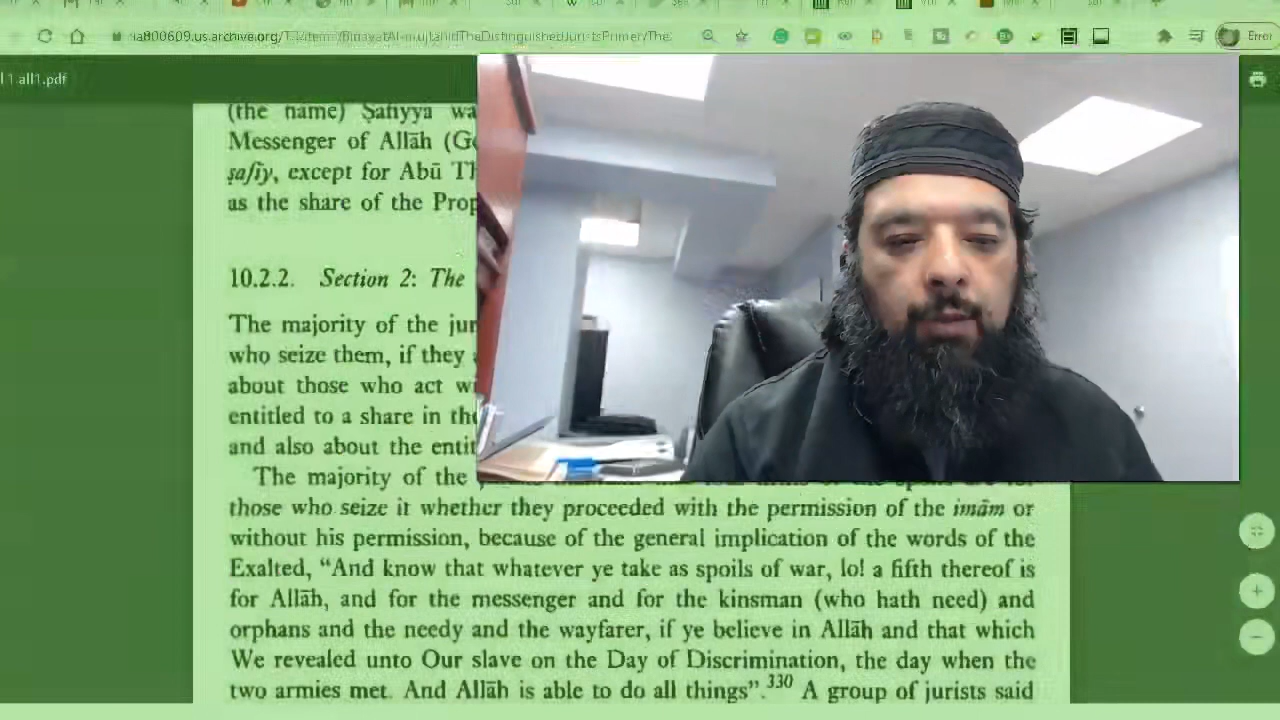 ia800609.us.archive.org/
Error
l 1 all1.pdf
(the name) Ṣafiyya wa
Messenger of Allāh (Go
ṣafiy, except for Abū Th
as the share of the Prop
10.2.2. Section 2: The
The majority of the jur
who seize them, if they
about those who act wi
entitled to a share in the
and also about the entit
The majority of the
those who seize it whether they proceeded with the permission of the imām or
without his permission, because of the general implication of the words of the
Exalted, “And know that whatever ye take as spoils of war, lo! a fifth thereof is
for Allāh, and for the messenger and for the kinsman (who hath need) and
orphans and the needy and the wayfarer, if ye believe in Allāh and that which
We revealed unto Our slave on the Day of Discrimination, the day when the
two armies met. And Allāh is able to do all things”.330 A group of jurists said